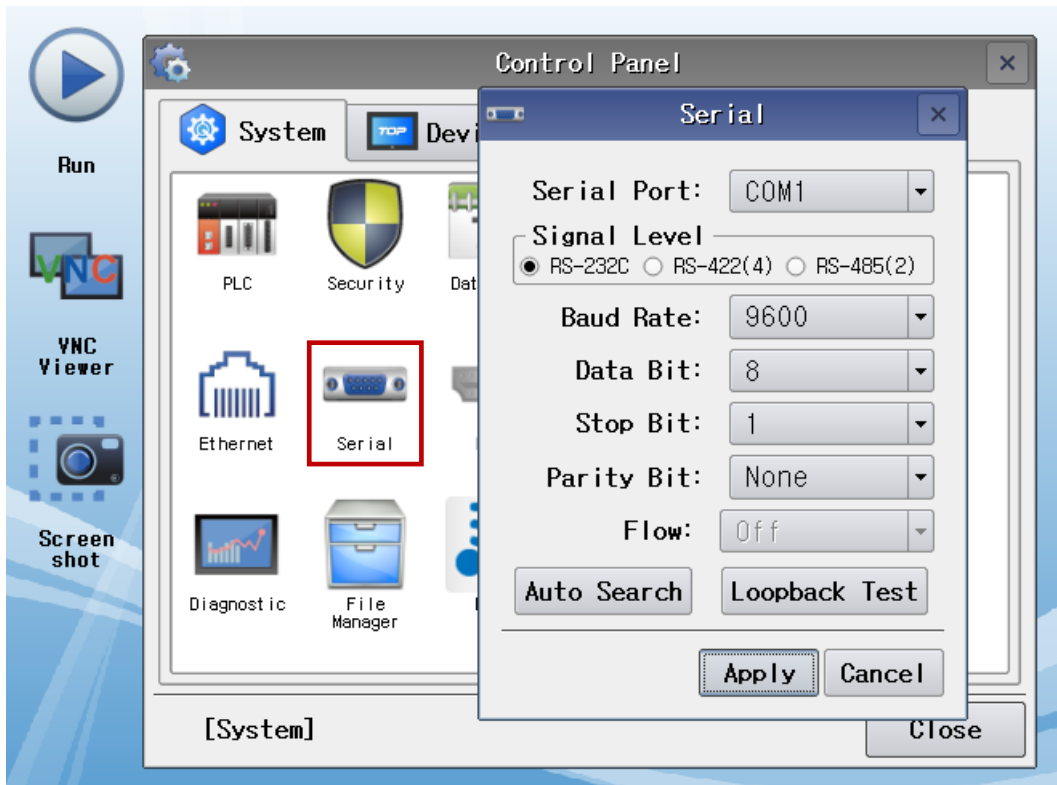 Control Panel
System
TOP
Devi
Run
PLC
Security
Dat
VNC
VNC
Viewer
Ethernet
Serial
Screen
shot
Diagnostic
File
Manager
[System]
Close
Serial
Serial Port: COM1
Signal Level
RS-232C RS-422(4) RS-485(2)
Baud Rate: 9600
Data Bit: 8
Stop Bit: 1
Parity Bit: None
Flow: Off
Auto Search Loopback Test
Apply Cancel